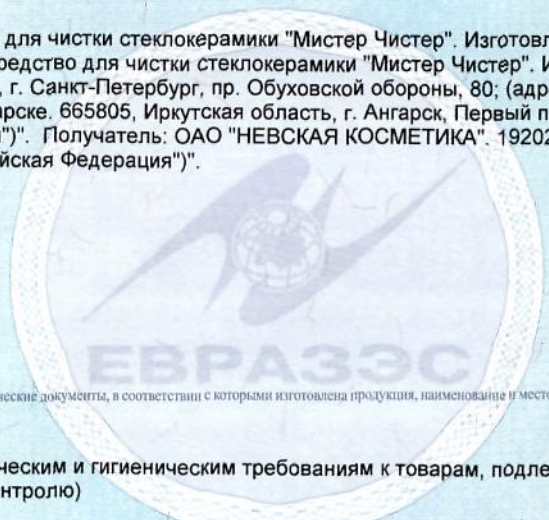 для чистки стеклокерамики "Мистер Чистер". Изготовл
редство для чистки стеклокерамики "Мистер Чистер". И
, г. Санкт-Петербург, пр. Обуховской обороны, 80; (адр
арске. 665805, Иркутская область, г. Ангарск, Первый п
")". Получатель: ОАО "НЕВСКАЯ КОСМЕТИКА". 19202
йская Федерация")".
ЕВРАЗЭС
ческие документы, в соответствии с которыми изготовлена продукция, наименование и место
ческим и гигиеническим требованиям к товарам, подле
нтролю)